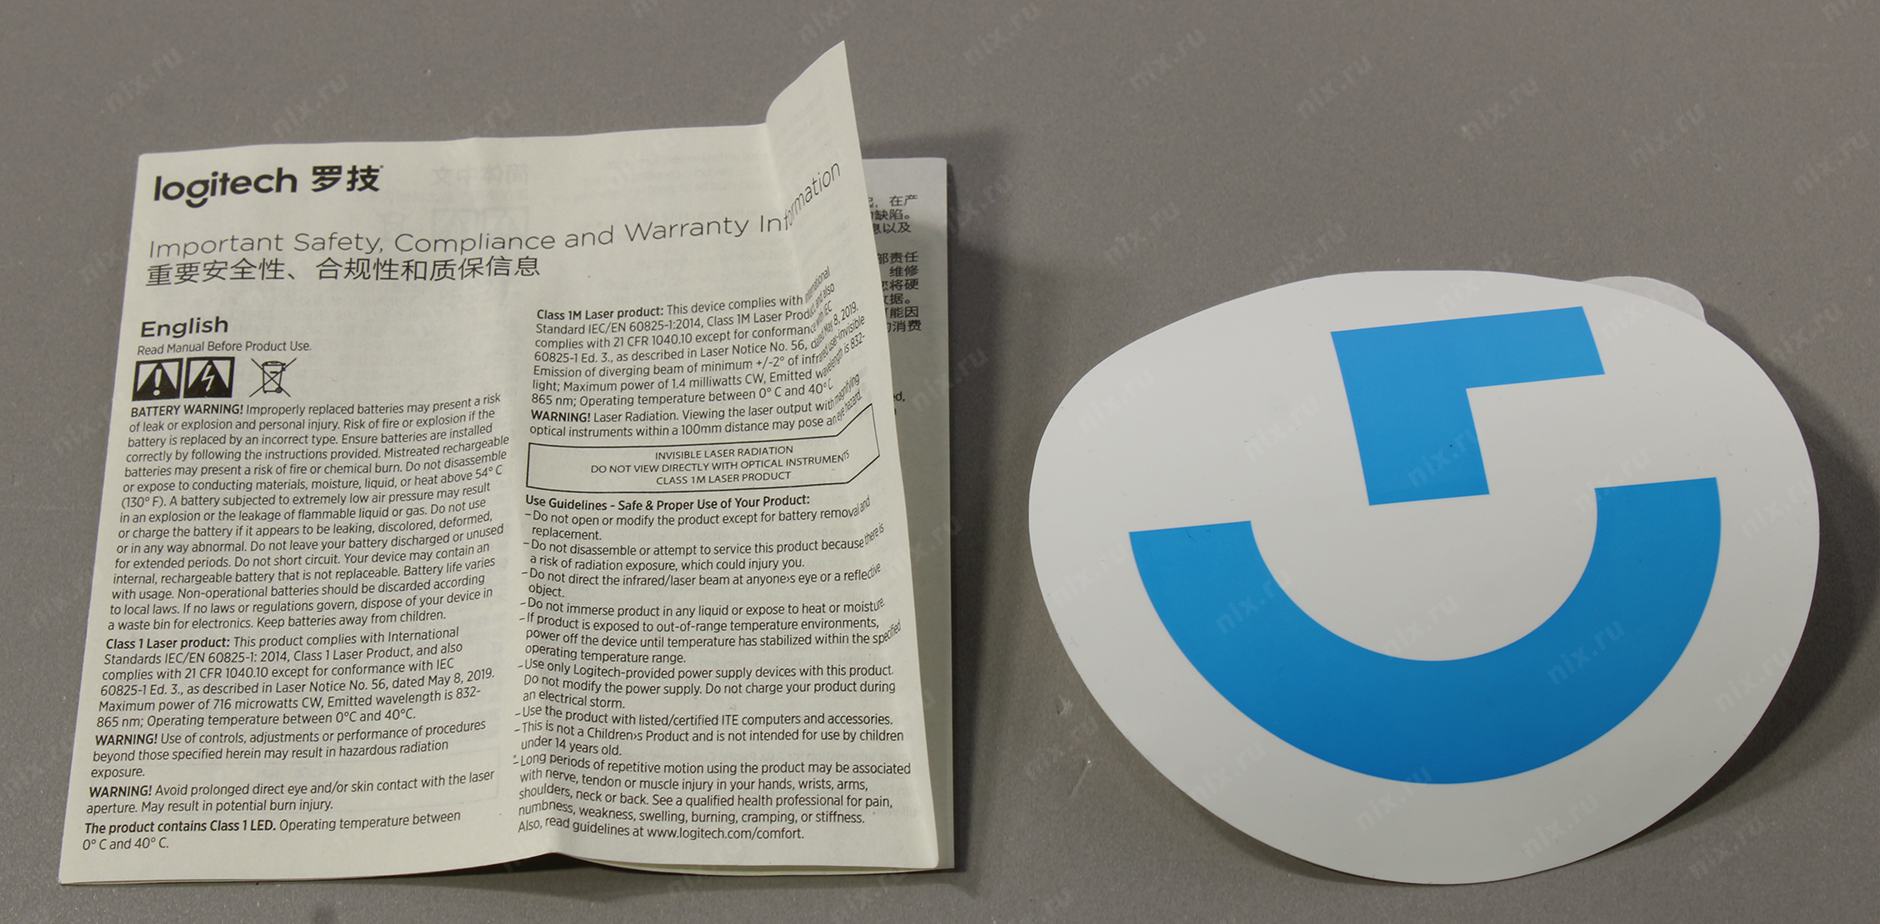 logitech 罗技
Important Safety, Compliance and Warranty Information
重要安全性、合规性和质保信息
English
Read Manual Before Product Use.
BATTERY WARNING! Improperly replaced batteries may present a risk
of leak or explosion and personal injury. Risk of fire or explosion if the
battery is replaced by an incorrect type. Ensure batteries are installed
correctly by following the instructions provided. Mistreated rechargeable
batteries may present a risk of fire or chemical burn. Do not disassemble
or expose to conducting materials, moisture, liquid, or heat above 54° C
(130° F). A battery subjected to extremely low air pressure may result
in an explosion or the leakage of flammable liquid or gas. Do not use
or charge the battery if it appears to be leaking, discolored, deformed,
or in any way abnormal. Do not leave your battery discharged or unused
for extended periods. Do not short circuit. Your device may contain an
internal, rechargeable battery that is not replaceable. Battery life varies
with usage. Non-operational batteries should be discarded according
to local laws. If no laws or regulations govern, dispose of your device in
a waste bin for electronics. Keep batteries away from children.
Class 1 Laser product: This product complies with International
Standards IEC/EN 60825-1: 2014, Class 1 Laser Product, and also
complies with 21 CFR 1040.10 except for conformance with IEC
60825-1 Ed. 3., as described in Laser Notice No. 56, dated May 8, 2019.
Maximum power of 716 microwatts CW, Emitted wavelength is 832-
865 nm; Operating temperature between 0°C and 40°C.
WARNING! Use of controls, adjustments or performance of procedures
beyond those specified herein may result in hazardous radiation
exposure.
WARNING! Avoid prolonged direct eye and/or skin contact with the laser
aperture. May result in potential burn injury.
The product contains Class 1 LED. Operating temperature between
0° C and 40° C.
Class 1M Laser product: This device complies with International
Standard IEC/EN 60825-1:2014, Class 1M Laser Product, and also
complies with 21 CFR 1040.10 except for conformance with IEC
60825-1 Ed. 3., as described in Laser Notice No. 56, dated May 8, 2019.
Emission of diverging beam of minimum +/-2° of infrared use-invisible
light; Maximum power of 1.4 milliwatts CW, Emitted wavelength is 832-
865 nm; Operating temperature between 0° C and 40° C.
WARNING! Laser Radiation. Viewing the laser output with magnifying
optical instruments within a 100mm distance may pose an eye hazard.
INVISIBLE LASER RADIATION
DO NOT VIEW DIRECTLY WITH OPTICAL INSTRUMENTS
CLASS 1M LASER PRODUCT
Use Guidelines - Safe & Proper Use of Your Product:
-Do not open or modify the product except for battery removal and
replacement.
-Do not disassemble or attempt to service this product because there is
a risk of radiation exposure, which could injure you.
-Do not direct the infrared/laser beam at anyone›s eye or a reflective
object.
-Do not immerse product in any liquid or expose to heat or moisture.
-If product is exposed to out-of-range temperature environments,
power off the device until temperature has stabilized within the specified
operating temperature range.
-Use only Logitech-provided power supply devices with this product.
Do not modify the power supply. Do not charge your product during
an electrical storm.
-Use the product with listed/certified ITE computers and accessories.
-This is not a Children›s Product and is not intended for use by children
under 14 years old.
-Long periods of repetitive motion using the product may be associated
with nerve, tendon or muscle injury in your hands, wrists, arms,
shoulders, neck or back. See a qualified health professional for pain,
numbness, weakness, swelling, burning, cramping, or stiffness.
Also, read guidelines at www.logitech.com/comfort.
在产
缺陷。
息以及
部责任
维修
将硬
数据。
可能因
消费
nix.ru